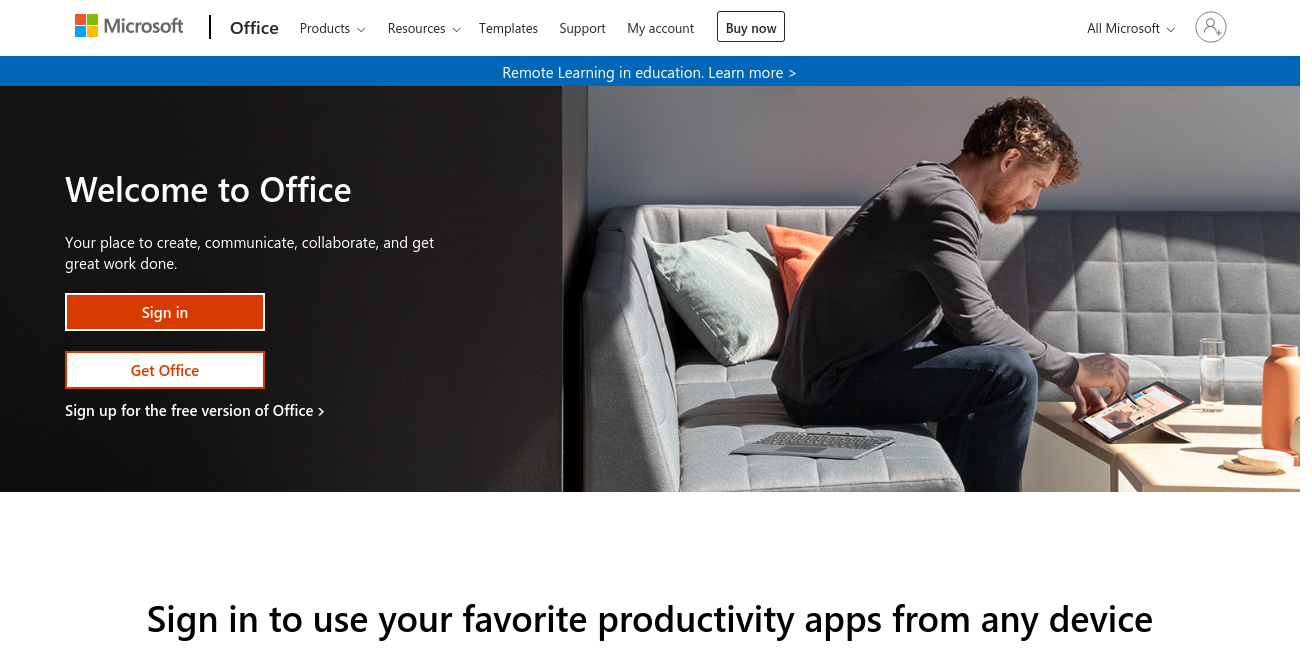 Microsoft Office Products Resources Templates Support My account Buy now All Microsoft
Remote Learning in education. Learn more >
Welcome to Office
Your place to create, communicate, collaborate, and get
great work done.
Sign in
Get Office
Sign up for the free version of Office >
Sign in to use your favorite productivity apps from any device